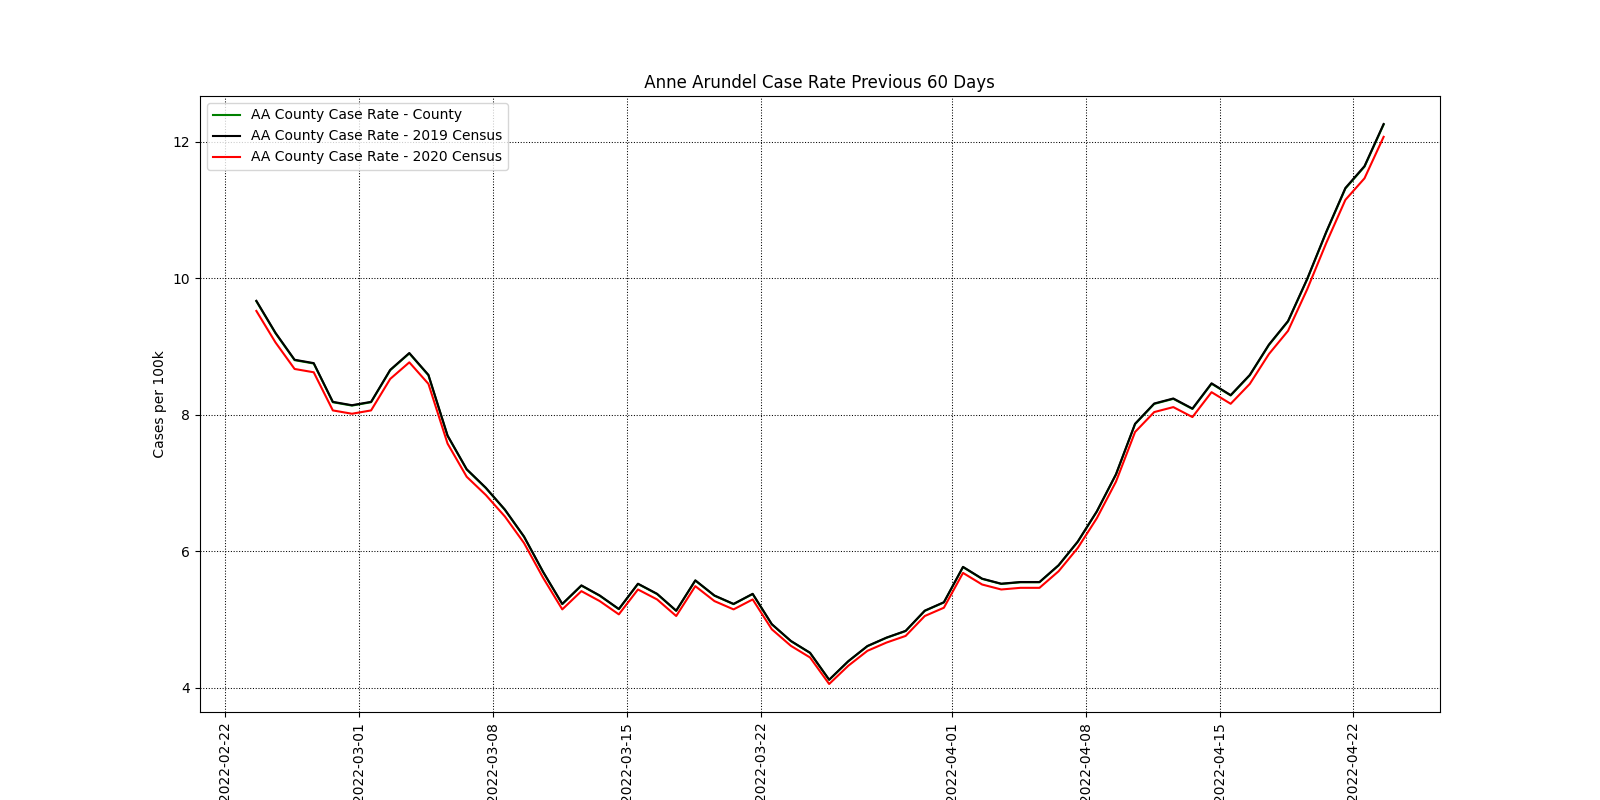 Anne Arundel Case Rate Previous 60 Days
AA County Case Rate - County
AA County Case Rate - 2019 Census
AA County Case Rate - 2020 Census
Cases per 100k
12
10
8
6
4
2022-02-22
2022-03-01
2022-03-08
2022-03-15
2022-03-22
2022-04-01
2022-04-08
2022-04-15
2022-04-22